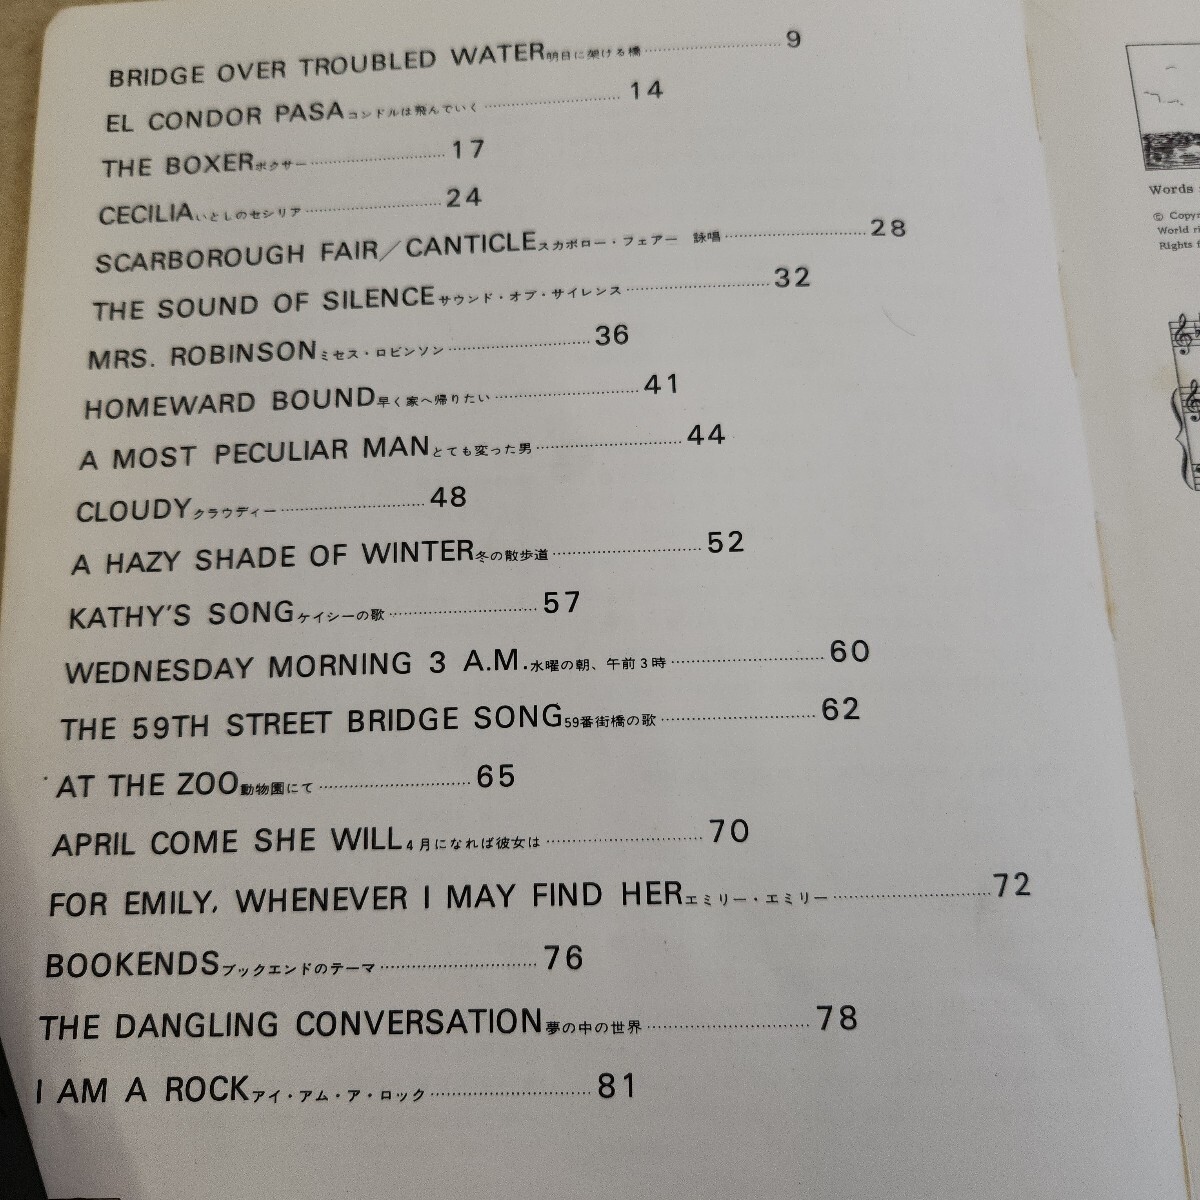 BRIDGE OVER TROUBLED WATER明日に架ける橋 9
EL CONDOR PASAコンドルは飛んでいく 14
THE BOXERボクサー 17
CECILIAいとしのセシリア 24
SCARBOROUGH FAIR／CANTICLEスカボロー・フェアー 詠唱 28
THE SOUND OF SILENCEサウンド・オブ・サイレンス 32
MRS. ROBINSONミセス・ロビンソン 36
HOMEWARD BOUND早く家へ帰りたい 41
A MOST PECULIAR MANとても変った男 44
CLOUDYクラウディー 48
A HAZY SHADE OF WINTER冬の散歩道 52
KATHY'S SONGケイシーの歌 57
WEDNESDAY MORNING 3 A.M.水曜の朝、午前3時 60
THE 59TH STREET BRIDGE SONG59番街橋の歌 62
AT THE ZOO動物園にて 65
APRIL COME SHE WILL4月になれば彼女は 70
FOR EMILY, WHENEVER I MAY FIND HERエミリー・エミリー 72
BOOKENDSブックエンドのテーマ 76
THE DANGLING CONVERSATION夢の中の世界 78
I AM A ROCKアイ・アム・ア・ロック 81
Words
© Copyr
World ri
Rights f